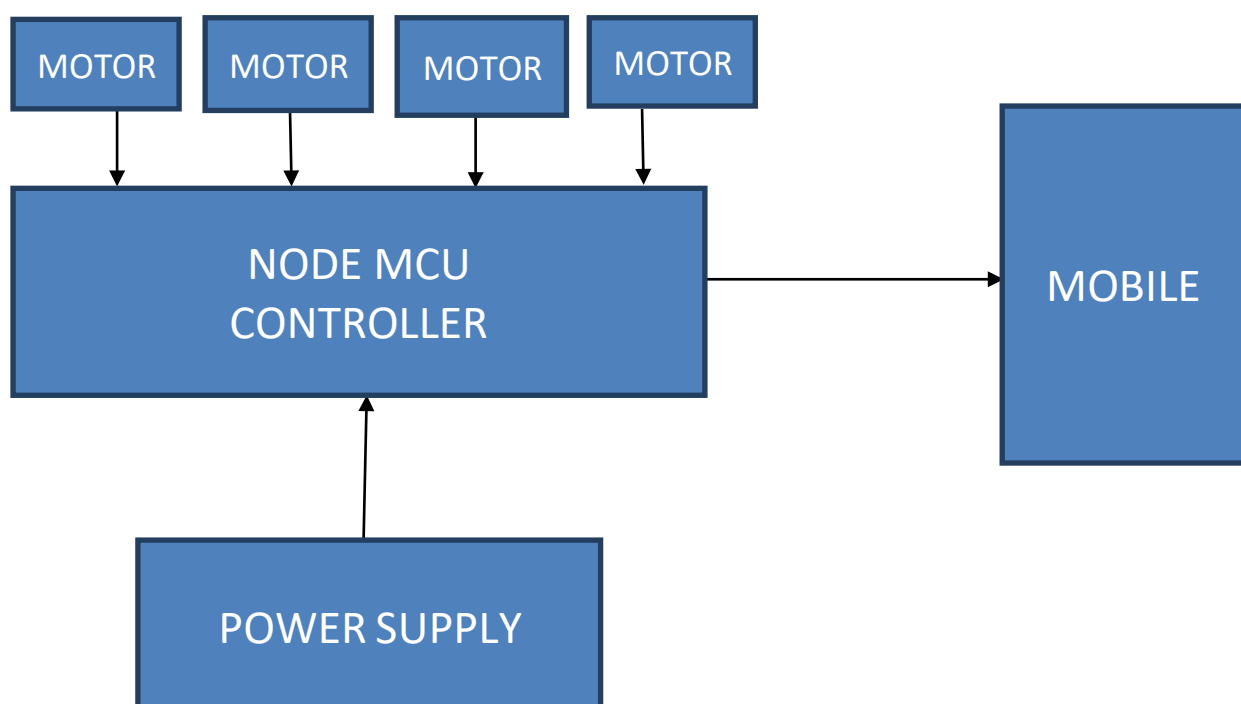 MOTOR
MOTOR
MOTOR
MOTOR
NODE MCU
CONTROLLER
MOBILE
POWER SUPPLY